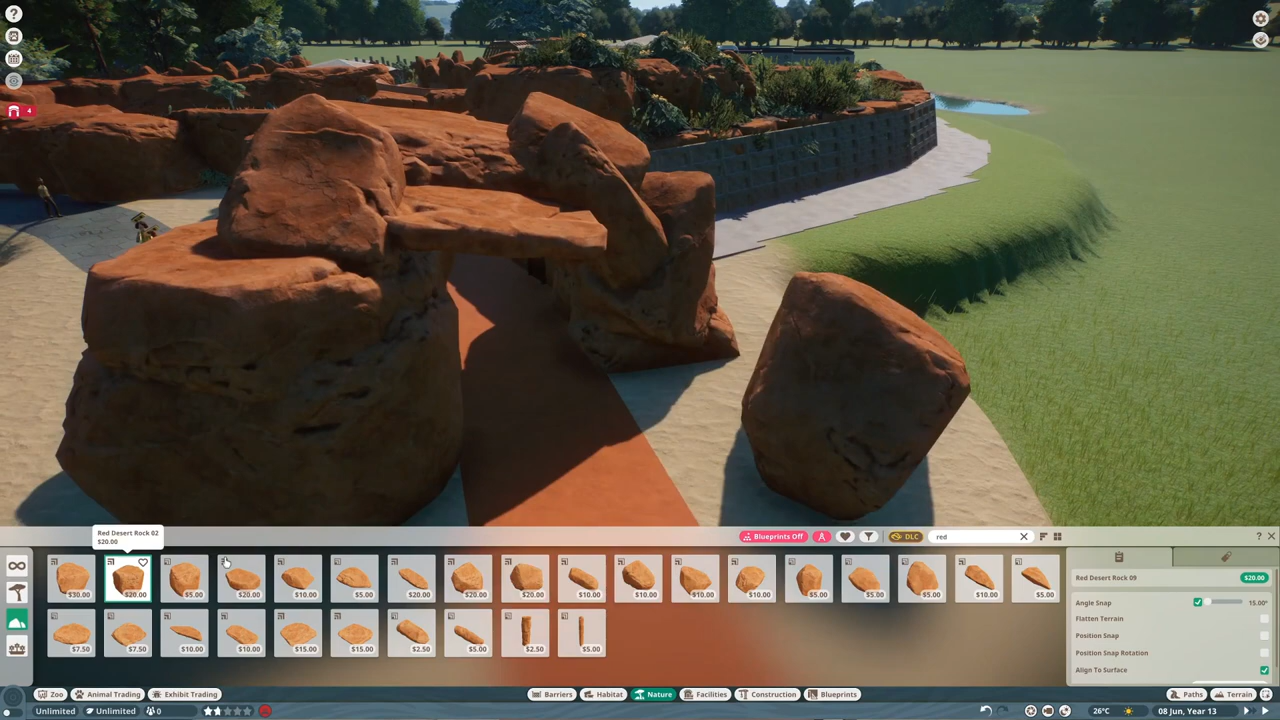 ?
4
Red Desert Rock 02
$20.00
Blueprints Off
DLC
red
?
$30.00 $20.00 $5.00 $20.00 $10.00 $5.00 $20.00 $20.00 $20.00 $10.00 $10.00 $10.00 $10.00 $5.00 $5.00 $5.00 $10.00 $5.00
$7.50 $7.50 $10.00 $10.00 $15.00 $15.00 $2.50 $5.00 $2.50 $5.00
Red Desert Rock 09 $20.00
Angle Snap 15.00°
Flatten Terrain
Position Snap
Position Snap Rotation
Align To Surface
Zoo Animal Trading Exhibit Trading Barriers Habitat Nature Facilities Construction Blueprints Paths Terrain
Unlimited Unlimited 0 26°C 08 Jun, Year 13